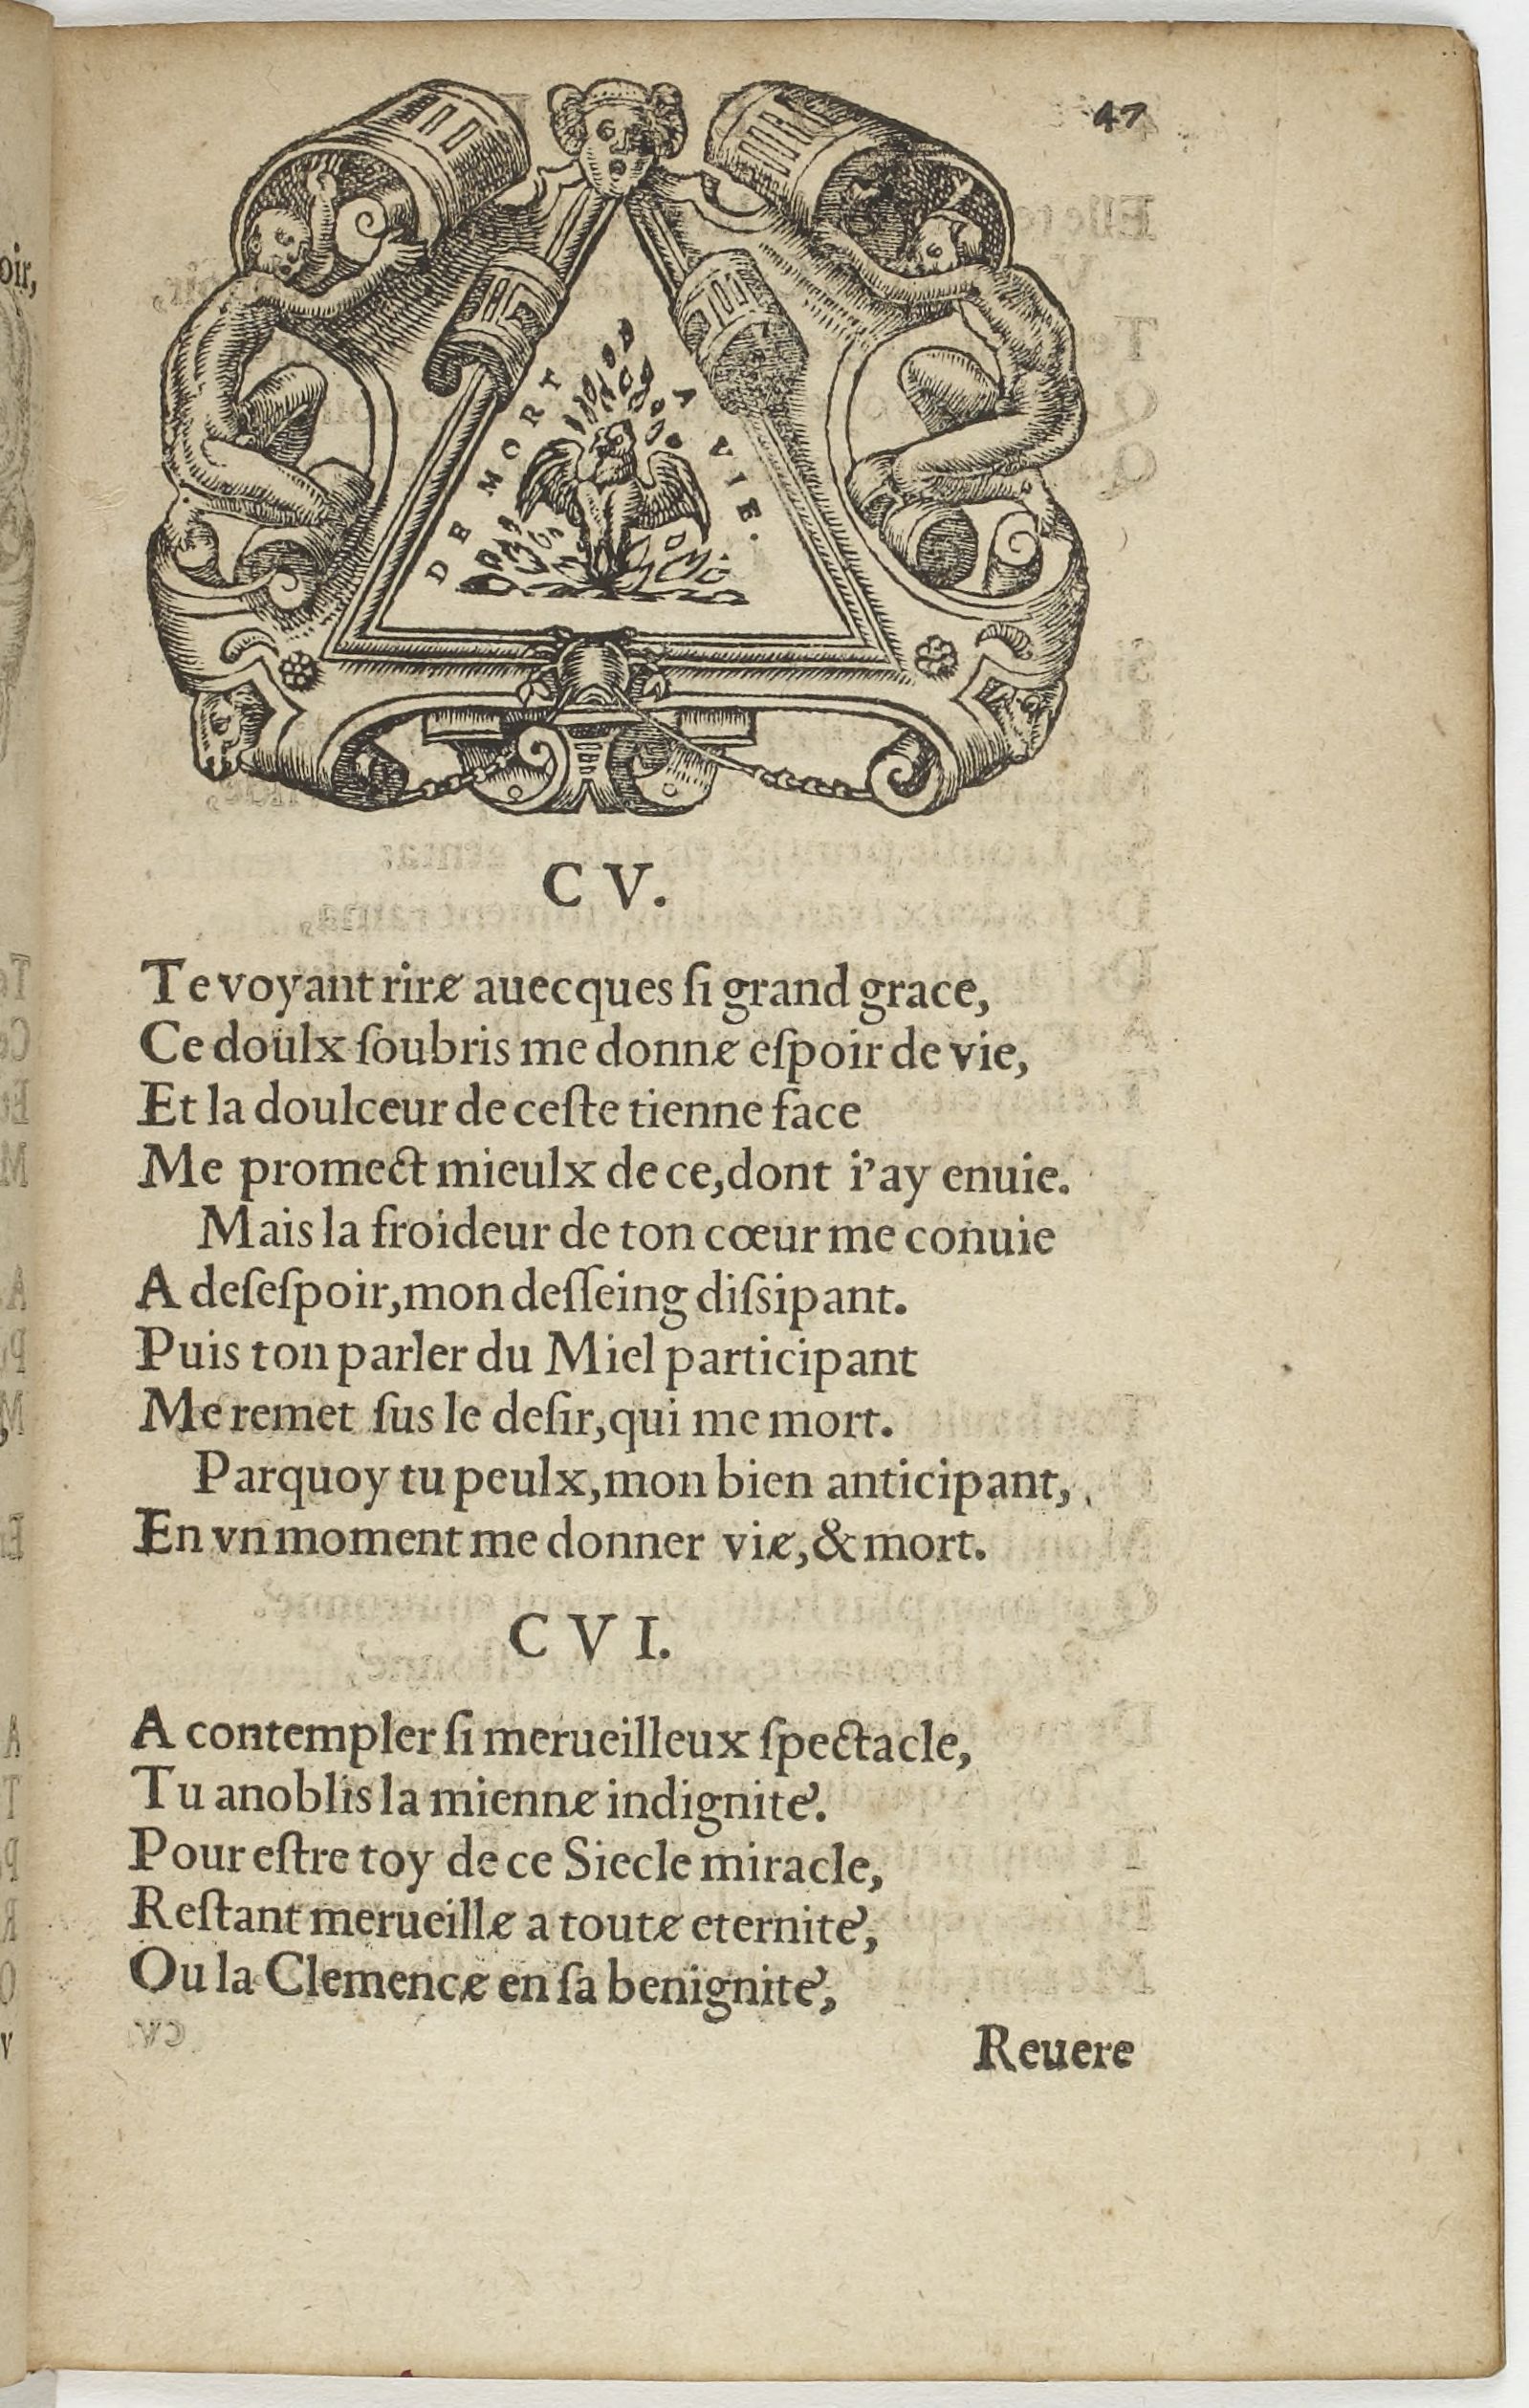 47
DE MORT A VIE.
CV.
Te voyant rire auecques ſi grand grace,
Ce doulx ſoubris me donne eſpoir de vie,
Et la doulceur de ceſte tienne face
Me promect mieulx de ce, dont i'ay enuie.
Mais la froideur de ton cœur me conuie
A deſeſpoir, mon deſſeing diſsipant.
Puis ton parler du Miel participant
Me remet ſus le deſir, qui me mort.
Parquoy tu peulx, mon bien anticipant,
En vn moment me donner vie, & mort.
CVI.
A contempler ſi merueilleux ſpectacle,
Tu anoblis la mienne indignité.
Pour eſtre toy de ce Siecle miracle,
Reſtant merueille a toute eternité,
Ou la Clemence en ſa benignité,
Reuere